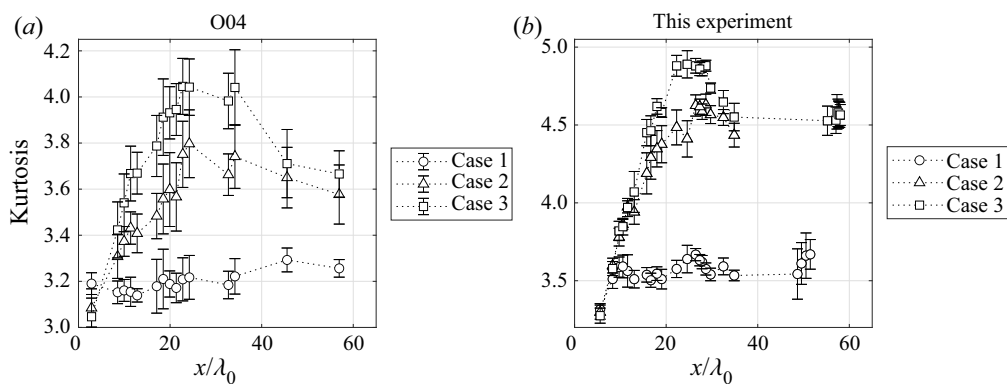 (a)
O04
4.2
4.0
3.8
3.6
3.4
3.2
3.0
Kurtosis
0
20
40
60
x/λ₀
Case 1
Case 2
Case 3
(b)
This experiment
5.0
4.5
4.0
3.5
0
20
40
60
x/λ₀
Case 1
Case 2
Case 3